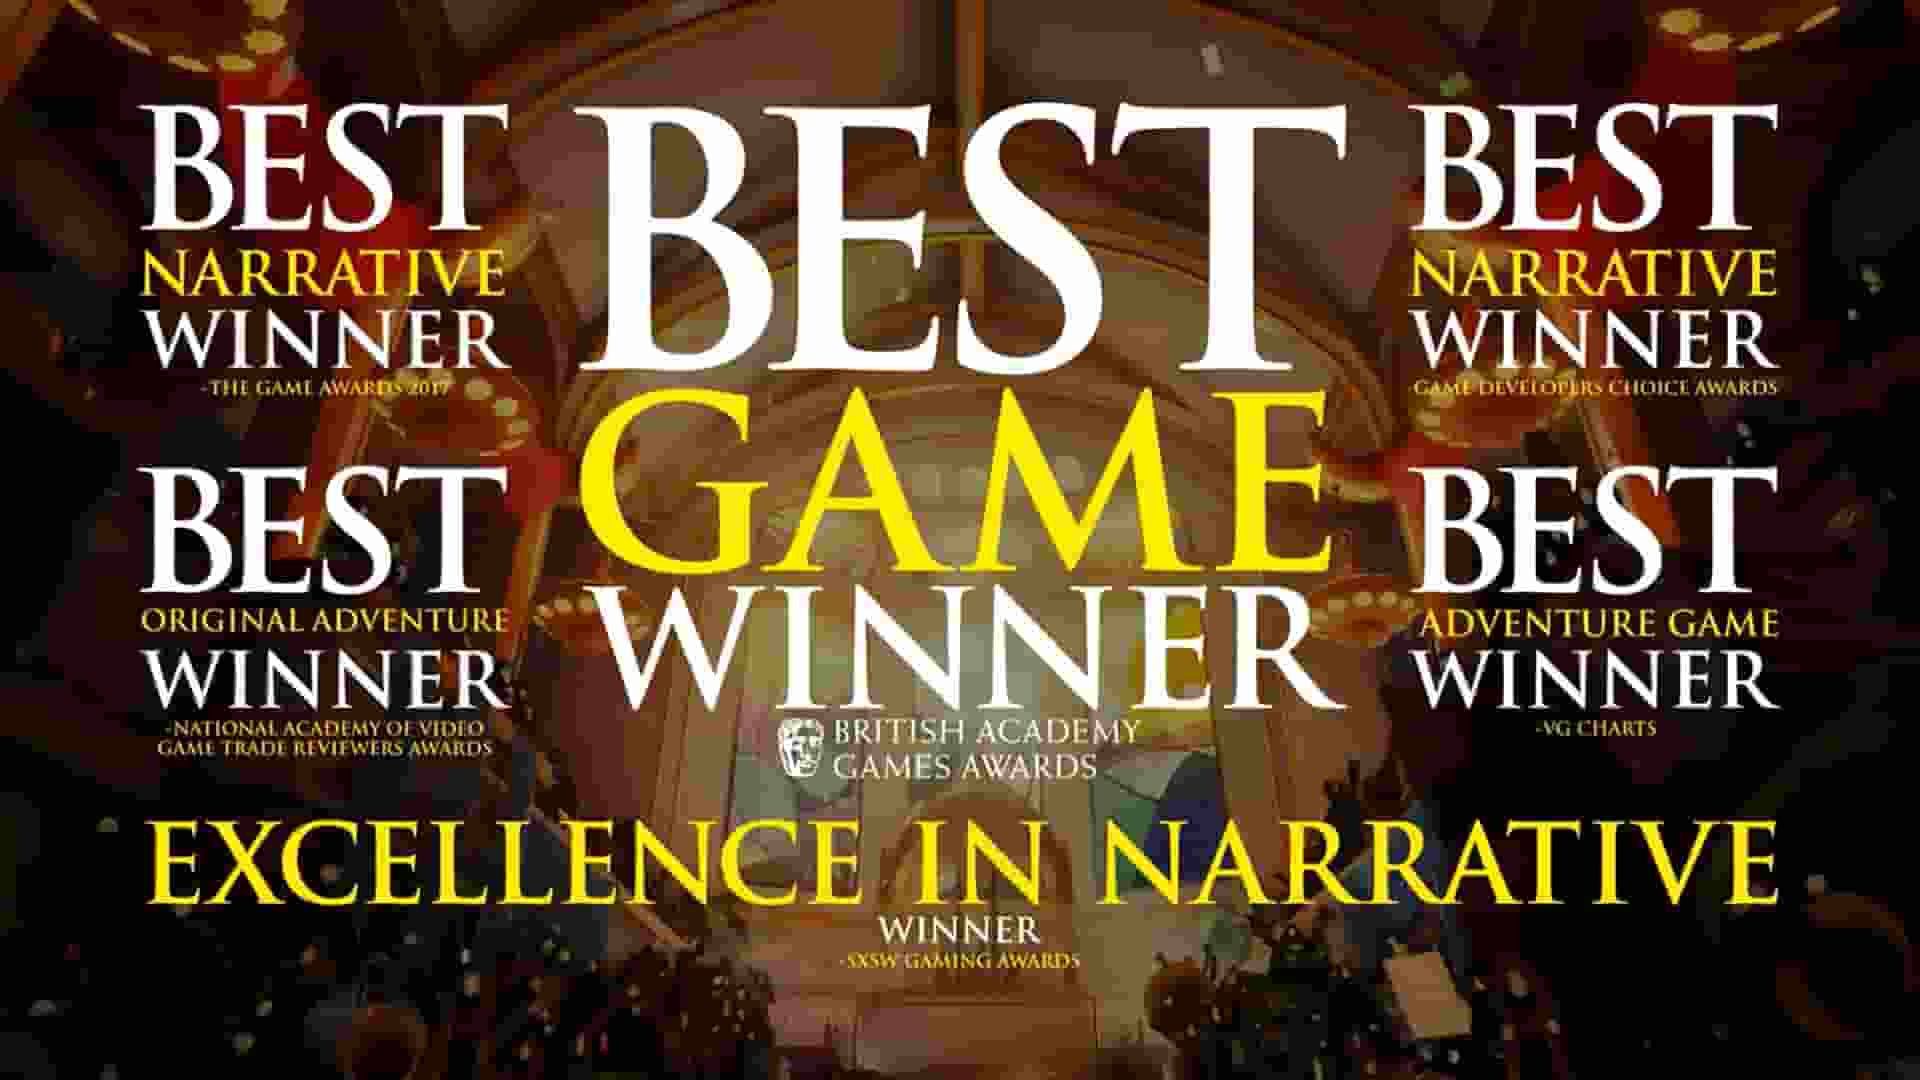 BEST
NARRATIVE
WINNER
-THE GAME AWARDS 2017
BEST
GAME
WINNER
BRITISH ACADEMY
GAMES AWARDS
BEST
NARRATIVE
WINNER
GAME DEVELOPERS CHOICE AWARDS
BEST
ORIGINAL ADVENTURE
WINNER
-NATIONAL ACADEMY OF VIDEO
GAME TRADE REVIEWERS AWARDS
BEST
ADVENTURE GAME
WINNER
-VG CHARTS
EXCELLENCE IN NARRATIVE
WINNER
-SXSW GAMING AWARDS